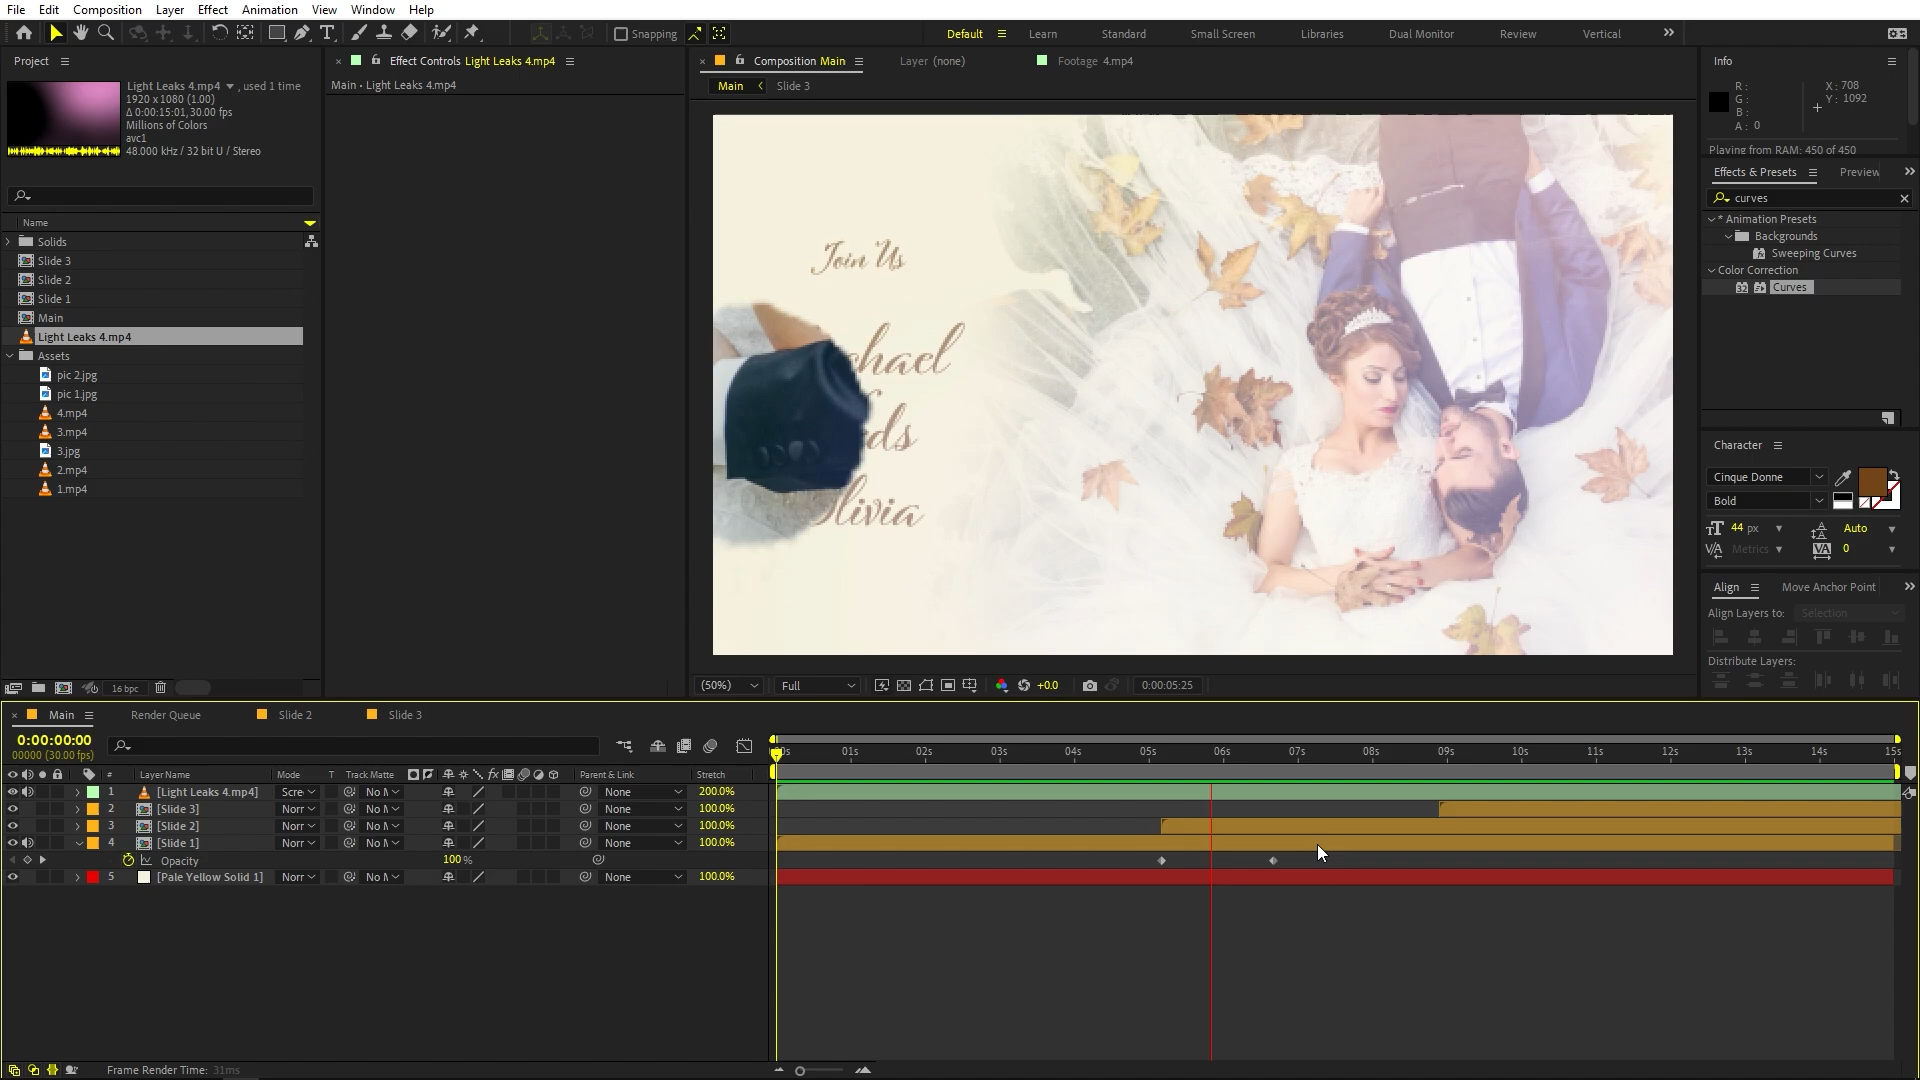 File Edit Composition Layer Effect Animation View Window Help
Snapping
Default Learn Standard Small Screen Libraries Dual Monitor Review Vertical
Project
Light Leaks 4.mp4 , used 1 time
1920 x 1080 (1.00)
Δ 0:00:15:01, 30.00 fps
Millions of Colors
avc1
48.000 kHz / 32 bit U / Stereo
Name
Solids
Slide 3
Slide 2
Slide 1
Main
Light Leaks 4.mp4
Assets
pic 2.jpg
pic 1.jpg
4.mp4
3.mp4
3.jpg
2.mp4
1.mp4
16 bpc
Effect Controls Light Leaks 4.mp4
Main • Light Leaks 4.mp4
Composition Main
Layer (none)
Footage 4.mp4
Main Slide 3
Join Us
chael
ds
livia
(50%) Full +0.0 0:00:05:25
Info
R :
G :
B :
A : 0
X : 708
Y : 1092
Playing from RAM: 450 of 450
Effects & Presets Preview
curves
* Animation Presets
Backgrounds
Sweeping Curves
Color Correction
32 Curves
Character
Cinque Donne
Bold
44 px Auto
Metrics 0
Align Move Anchor Point
Align Layers to: Selection
Distribute Layers:
Main Render Queue Slide 2 Slide 3
0:00:00:00
00000 (30.00 fps)
00s 01s 02s 03s 04s 05s 06s 07s 08s 09s 10s 11s 12s 13s 14s 15s
# Layer Name Mode T Track Matte fx Parent & Link Stretch
1 [Light Leaks 4.mp4] Scre No M None 200.0%
2 [Slide 3] Norr No M None 100.0%
3 [Slide 2] Norr No M None 100.0%
4 [Slide 1] Norr No M None 100.0%
Opacity 100 %
5 [Pale Yellow Solid 1] Norr No M None 100.0%
Frame Render Time: 31ms